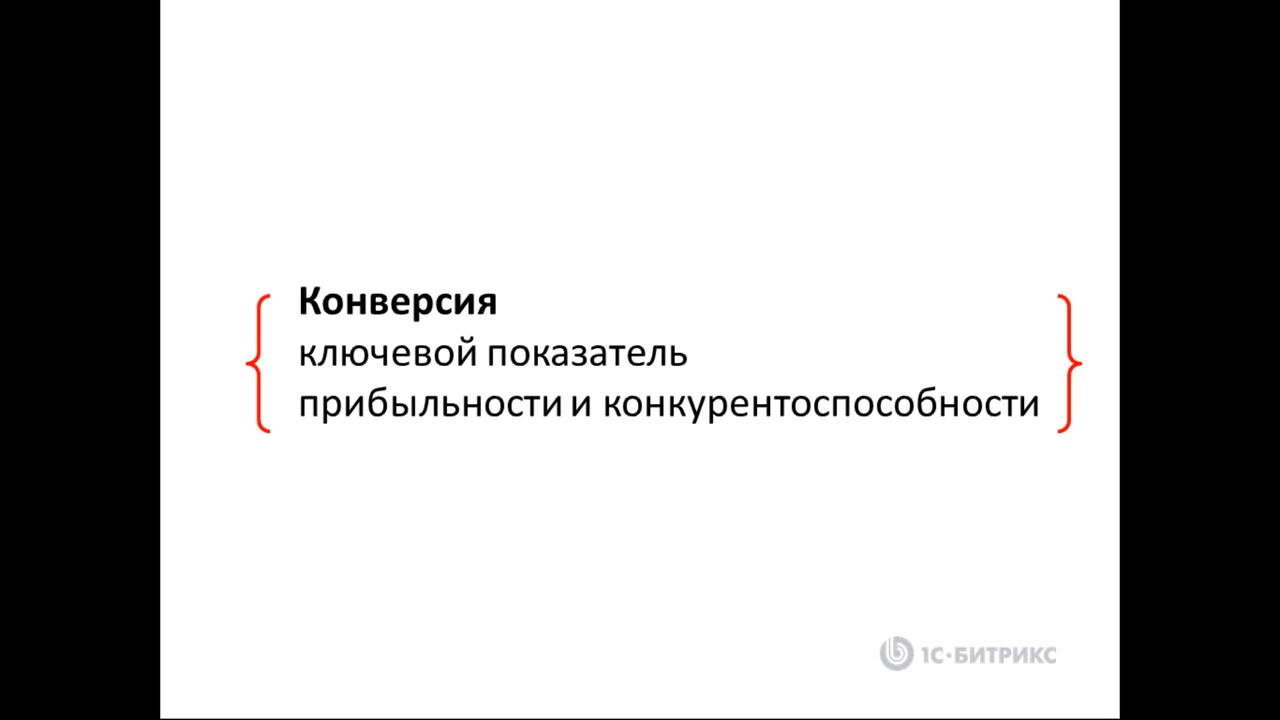 Конверсия
ключевой показатель
прибыльности и конкурентоспособности
1С·БИТРИКС